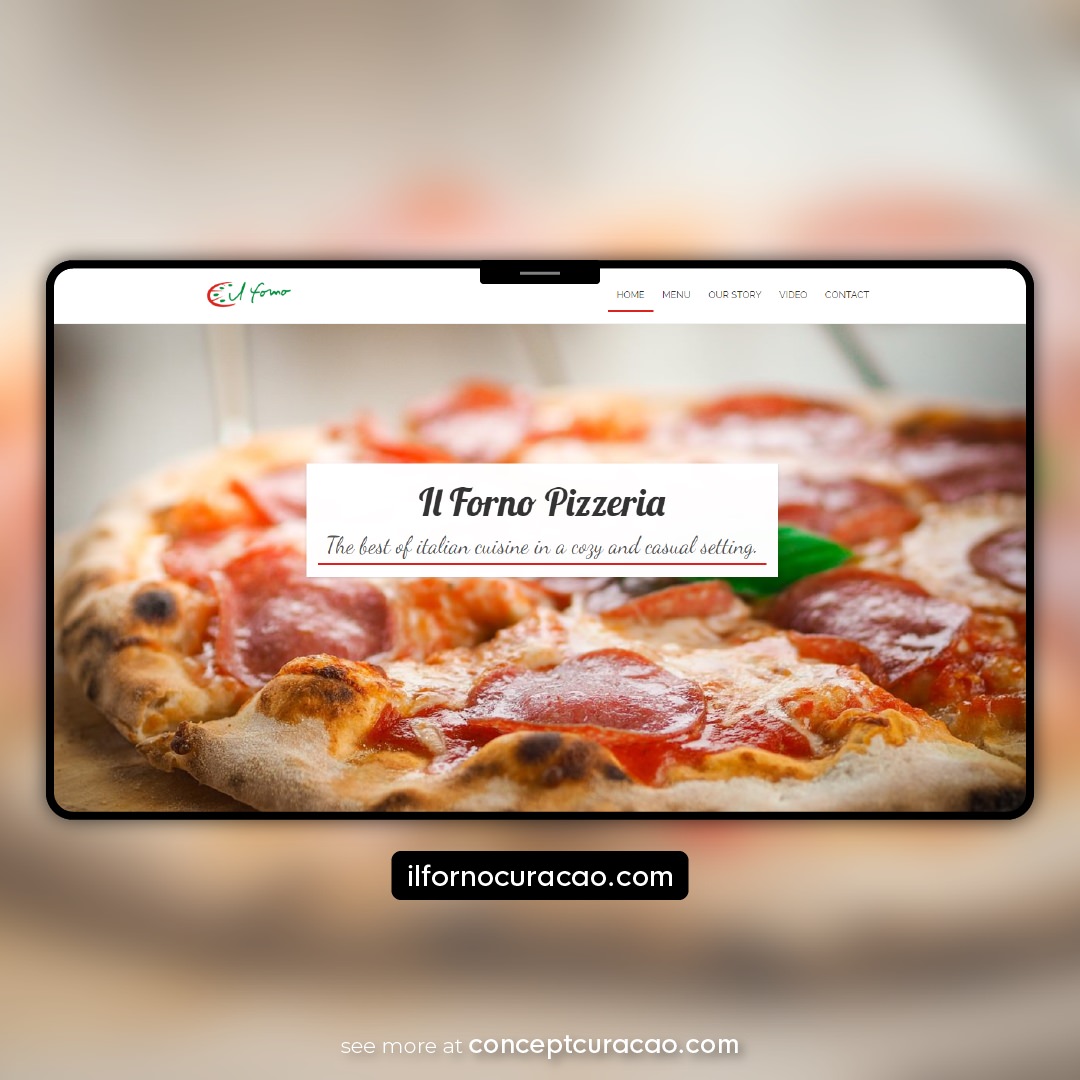 il forno
HOME MENU OUR STORY VIDEO CONTACT
Il Forno Pizzeria
The best of italian cuisine in a cozy and casual setting.
ilfornocuracao.com
see more at conceptcuracao.com